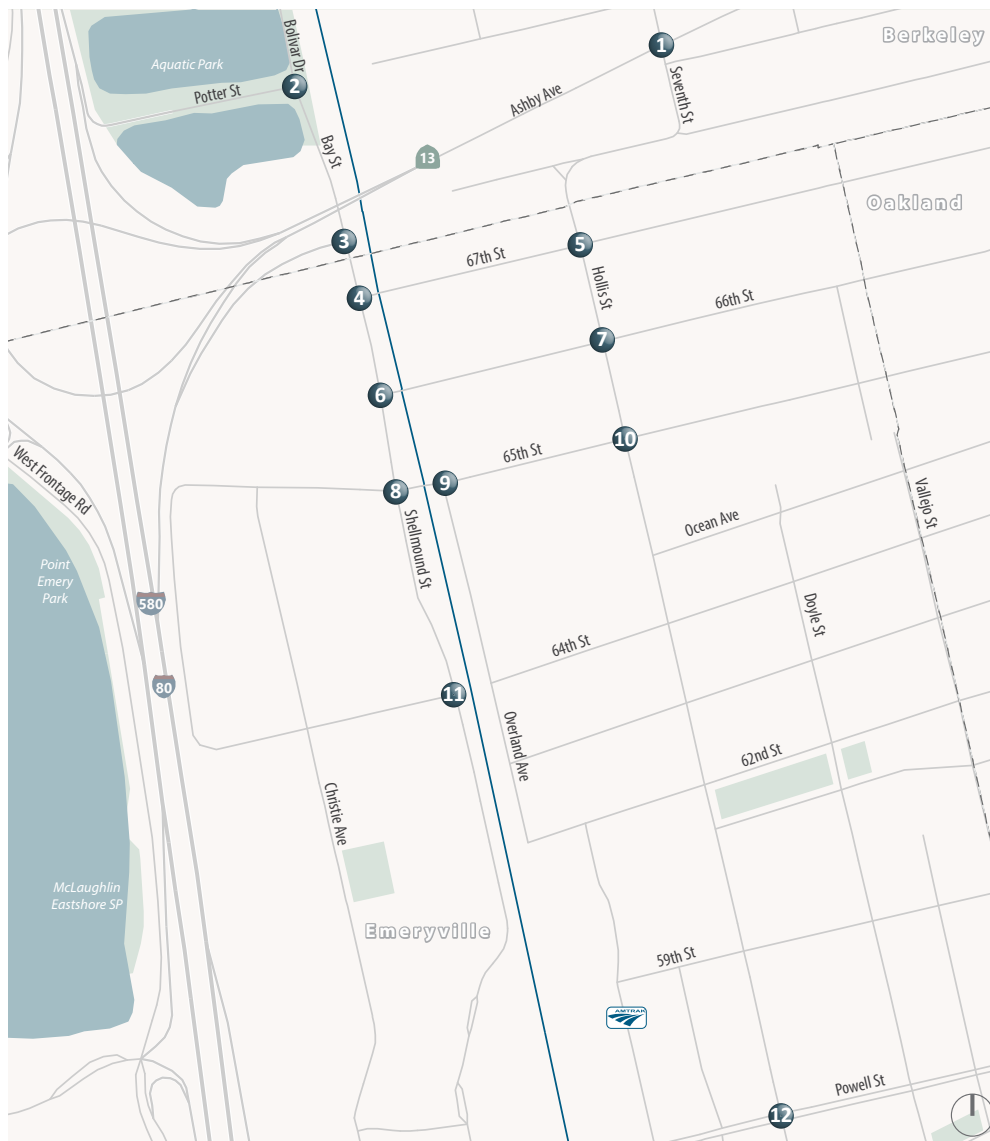 Berkeley
1
Bolivar Dr
Aquatic Park
2
Potter St
Seventh St
Ashby Ave
Bay St
13
Oakland
3
5
67th St
4
Hollis St
66th St
7
6
10
65th St
West Frontage Rd
8
9
Vallejo St
Shellmound St
Ocean Ave
Point
Emery
Park
580
Doyle St
64th St
80
11
Overland Ave
62nd St
Christie Ave
McLaughlin
Eastshore SP
Emeryville
59th St
AMTRAK
Powell St
12